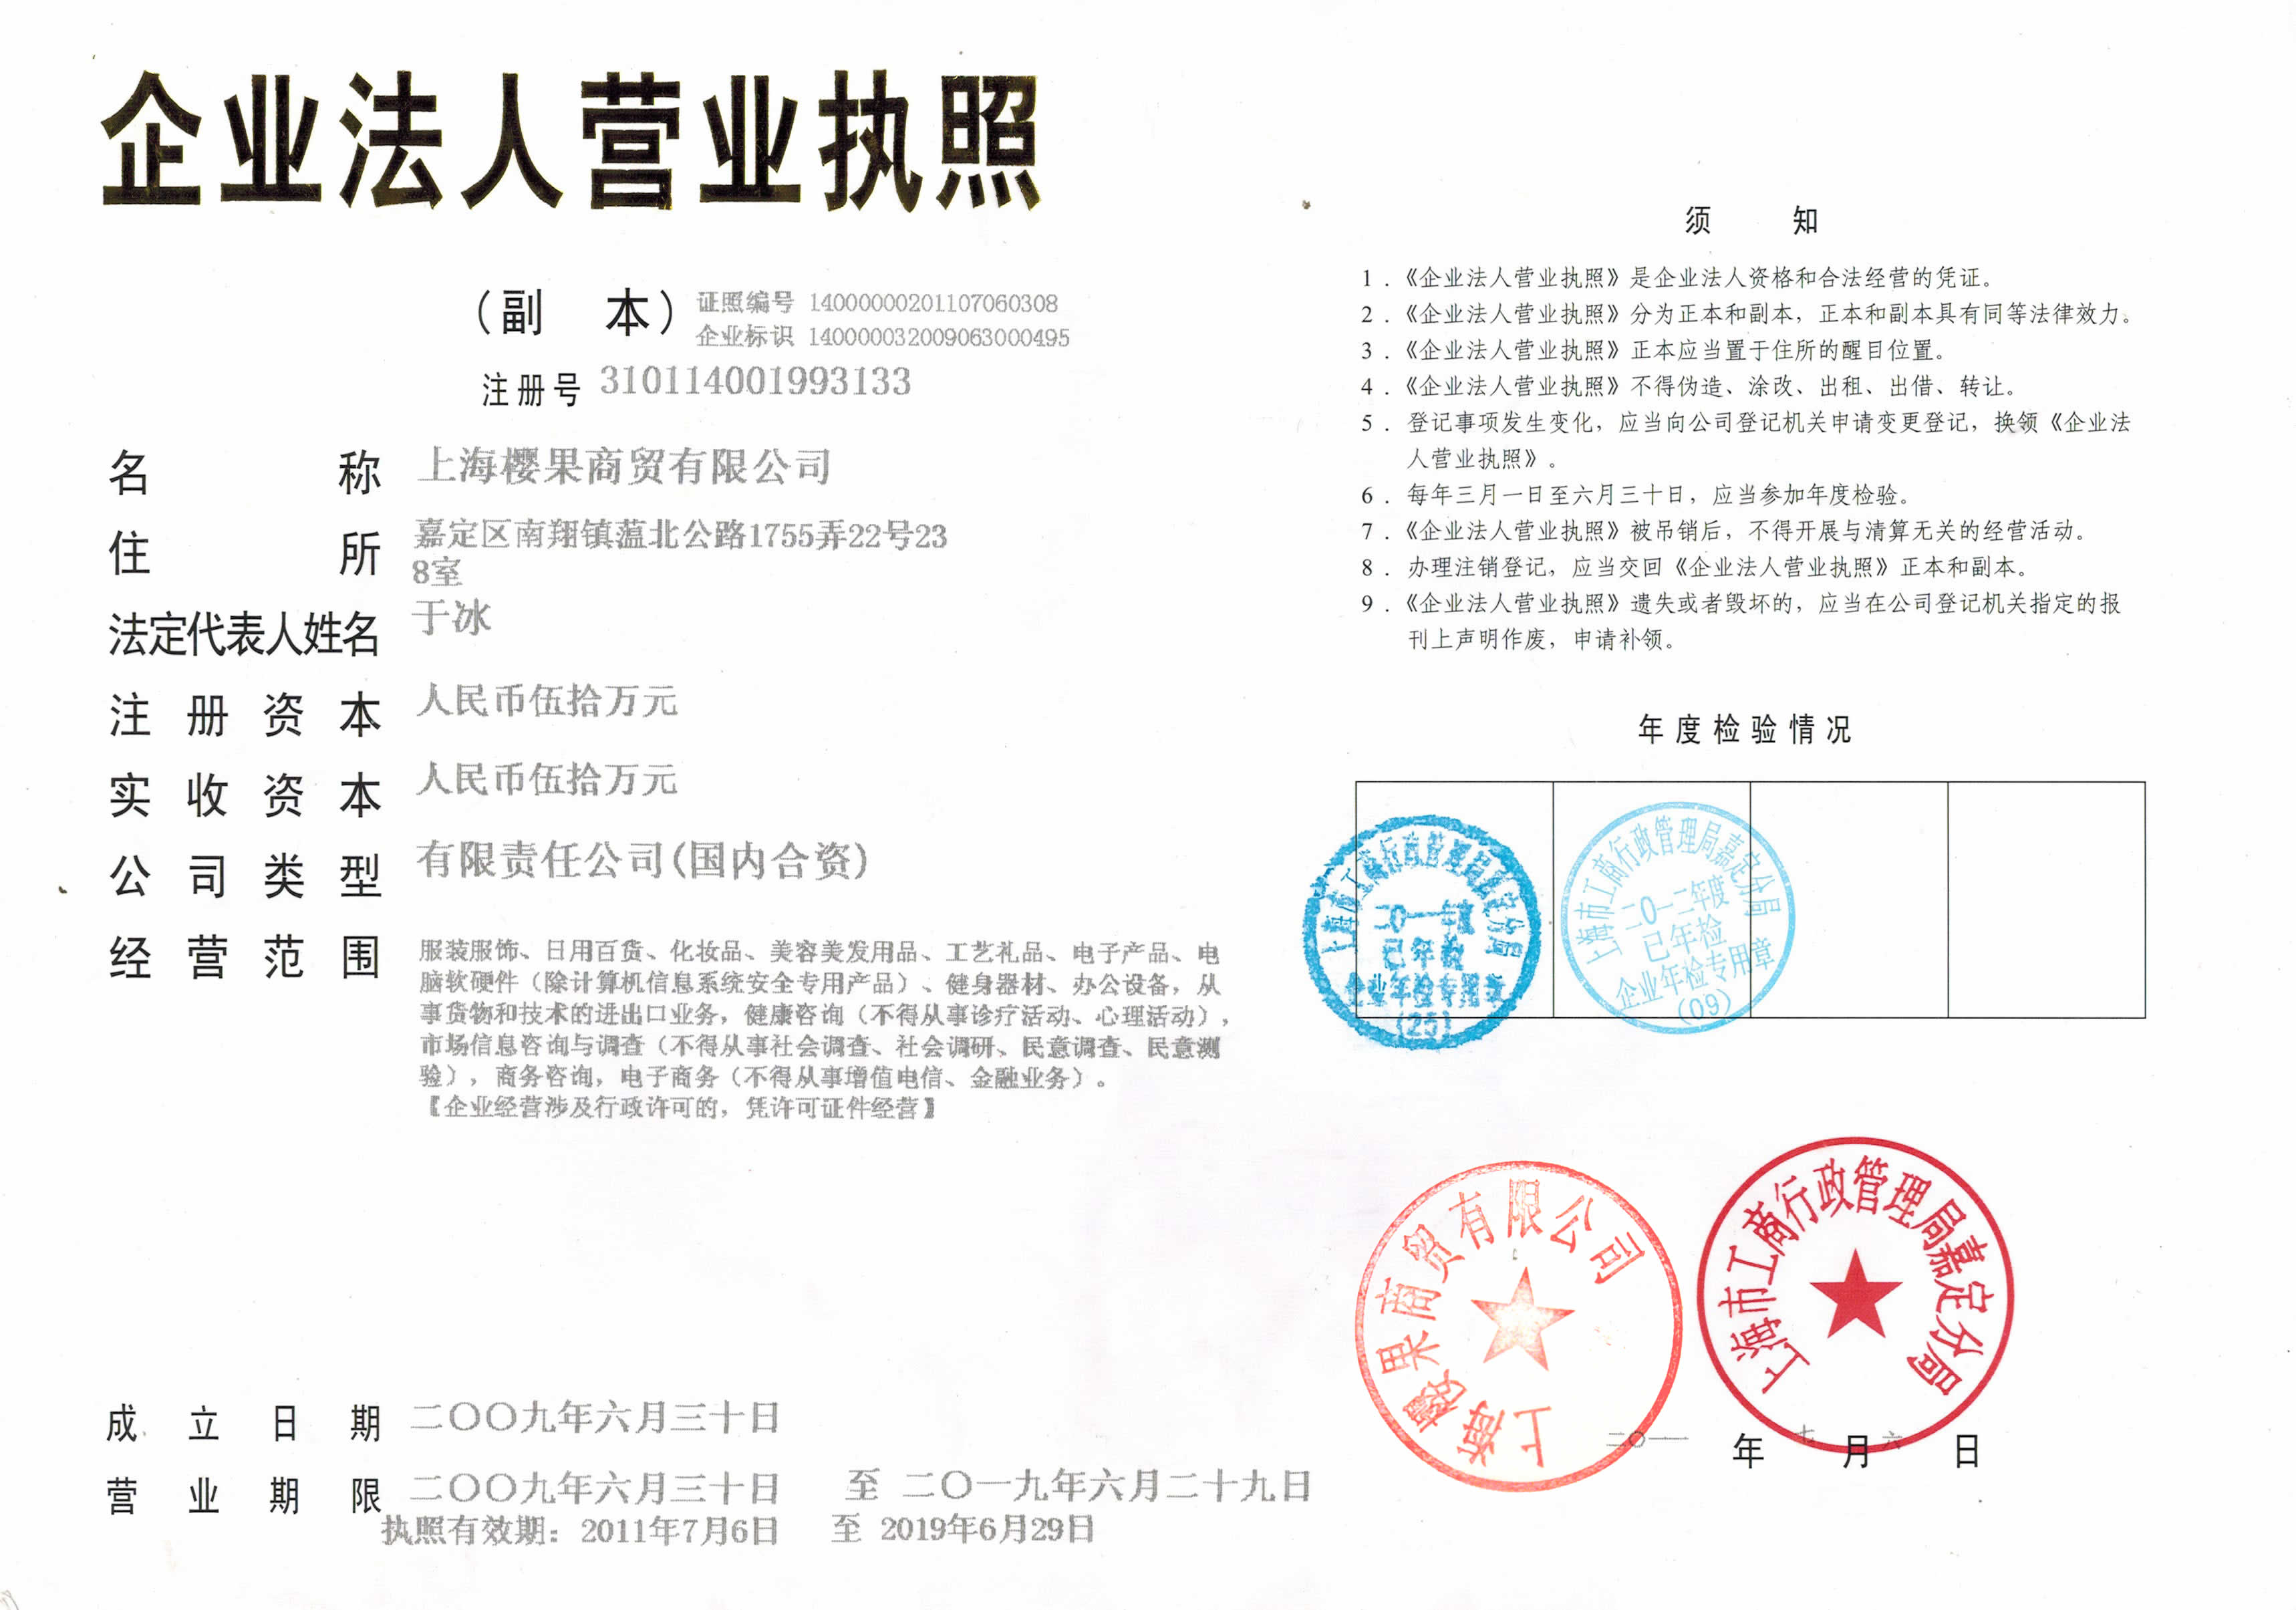 企业法人营业执照
（副 本） 证照编号 14000000201107060308
企业标识 14000003200906300​0495
注册号 310114001993133
名称 上海樱果商贸有限公司
住所 嘉定区南翔镇蕰北公路1755弄22号23
8室
法定代表人姓名 于冰
注册资本 人民币伍拾万元
实收资本 人民币伍拾万元
公司类型 有限责任公司(国内合资)
经营范围 服装服饰、日用百货、化妆品、美容美发用品、工艺礼品、电子产品、电
脑软硬件（除计算机信息系统安全专用产品）、健身器材、办公设备，从
事货物和技术的进出口业务，健康咨询（不得从事诊疗活动、心理活动），
市场信息咨询与调查（不得从事社会调查、社会调研、民意调查、民意测
验），商务咨询，电子商务（不得从事增值电信、金融业务）。
【企业经营涉及行政许可的，凭许可证件经营】
成立日期 二〇〇九年六月三十日
营业期限 二〇〇九年六月三十日 至 二〇一九年六月二十九日
执照有效期：2011年7月6日 至 2019年6月29日
须 知
1．《企业法人营业执照》是企业法人资格和合法经营的凭证。
2．《企业法人营业执照》分为正本和副本，正本和副本具有同等法律效力。
3．《企业法人营业执照》正本应当置于住所的醒目位置。
4．《企业法人营业执照》不得伪造、涂改、出租、出借、转让。
5．登记事项发生变化，应当向公司登记机关申请变更登记，换领《企业法
人营业执照》。
6．每年三月一日至六月三十日，应当参加年度检验。
7．《企业法人营业执照》被吊销后，不得开展与清算无关的经营活动。
8．办理注销登记，应当交回《企业法人营业执照》正本和副本。
9．《企业法人营业执照》遗失或者毁坏的，应当在公司登记机关指定的报
刊上声明作废，申请补领。
年度检验情况
上海市工商行政管理局嘉定分局
二〇一一年度
已年检
企业年检专用章
(25)
上海市工商行政管理局嘉定分局
二〇一二年度
已年检
企业年检专用章
(09)
上海樱果商贸有限公司
上海市工商行政管理局嘉定分局
二〇一一 年 七 月 六 日